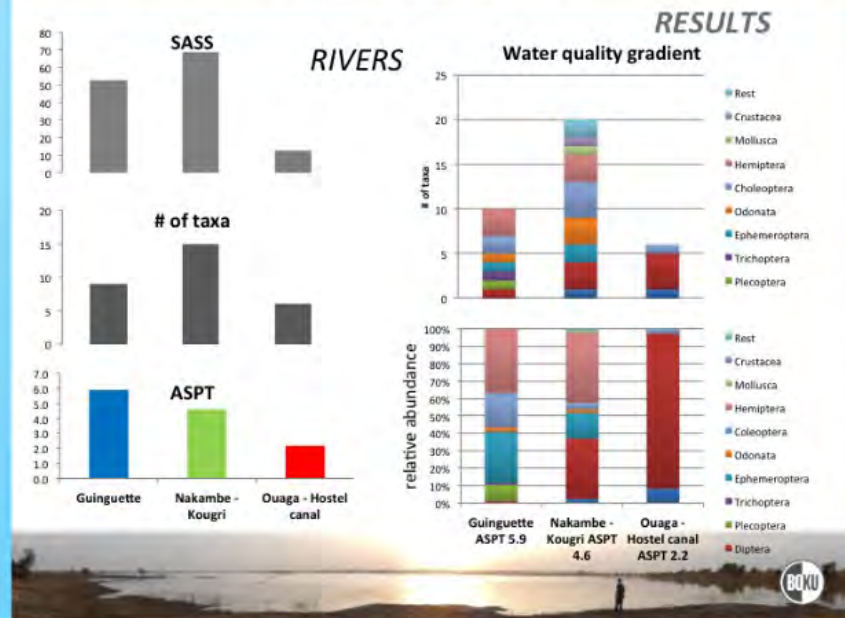 RESULTS
RIVERS
SASS
80
70
60
50
40
30
20
10
0
# of taxa
20
15
10
5
0
ASPT
7.0
6.0
5.0
4.0
3.0
2.0
1.0
0.0
Guinguette
Nakambe -
Kougri
Ouaga - Hostel
canal
Water quality gradient
# of taxa
25
20
15
10
5
0
Rest
Crustacea
Mollusca
Hemiptera
Choleoptera
Odonata
Ephemeroptera
Trichoptera
Plecoptera
relative abundance
100%
90%
80%
70%
60%
50%
40%
30%
20%
10%
0%
Guinguette
ASPT 5.9
Nakambe -
Kougri ASPT
4.6
Ouaga -
Hostel canal
ASPT 2.2
Rest
Crustacea
Mollusca
Hemiptera
Coleoptera
Odonata
Ephemeroptera
Trichoptera
Plecoptera
Diptera
BOKU